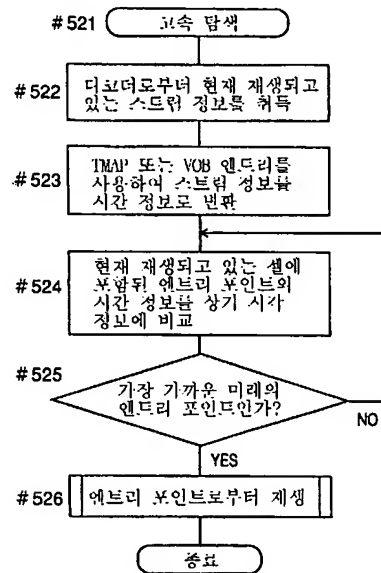 #521 고속 탐색
#522 디코더로부터 현재 재생되고
있는 스트림 정보를 취득
#523 TMAP 또는 VOB 엔트리를
사용하여 스트림 정보를
시간 정보로 변환
#524 현재 재생되고 있는 셀에
포함된 엔트리 포인트의
시간 정보를 상기 시각
정보에 비교
#525 가장 가까운 미래의
엔트리 포인트인가?
NO
YES
#526 엔트리 포인트로부터 재생
종료